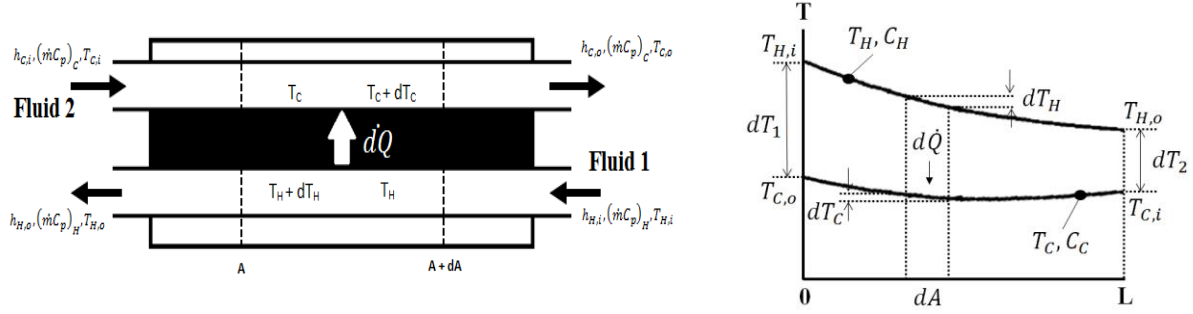 h_{C,i},(ṁC_p)_C,T_{C,i}
h_{C,o},(ṁC_p)_C,T_{C,o}
T_C
T_C + dT_C
Fluid 2
dQ̇
Fluid 1
T_H + dT_H
T_H
h_{H,o},(ṁC_p)_H,T_{H,o}
h_{H,i},(ṁC_p)_H,T_{H,i}
A
A + dA
T
T_{H,i}
T_H, C_H
dT_H
T_{H,o}
dT_1
dQ̇
dT_2
T_{C,o}
dT_C
T_{C,i}
T_C, C_C
0
dA
L